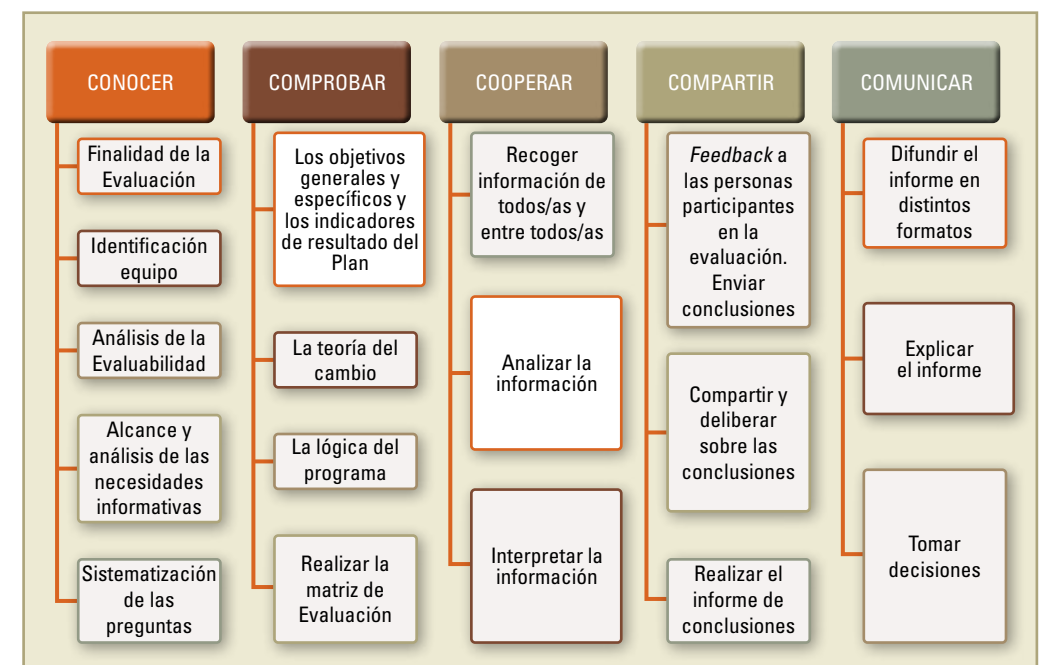 CONOCER
Finalidad de la
Evaluación
Identificación
equipo
Análisis de la
Evaluabilidad
Alcance y
análisis de las
necesidades
informativas
Sistematización
de las
preguntas
COMPROBAR
Los objetivos
generales y
específicos y
los indicadores
de resultado del
Plan
La teoría del
cambio
La lógica del
programa
Realizar la
matriz de
Evaluación
COOPERAR
Recoger
información de
todos/as y
entre todos/as
Analizar la
información
Interpretar la
información
COMPARTIR
Feedback a
las personas
participantes
en la
evaluación.
Enviar
conclusiones
Compartir y
deliberar
sobre las
conclusiones
Realizar el
informe de
conclusiones
COMUNICAR
Difundir el
informe en
distintos
formatos
Explicar
el informe
Tomar
decisiones